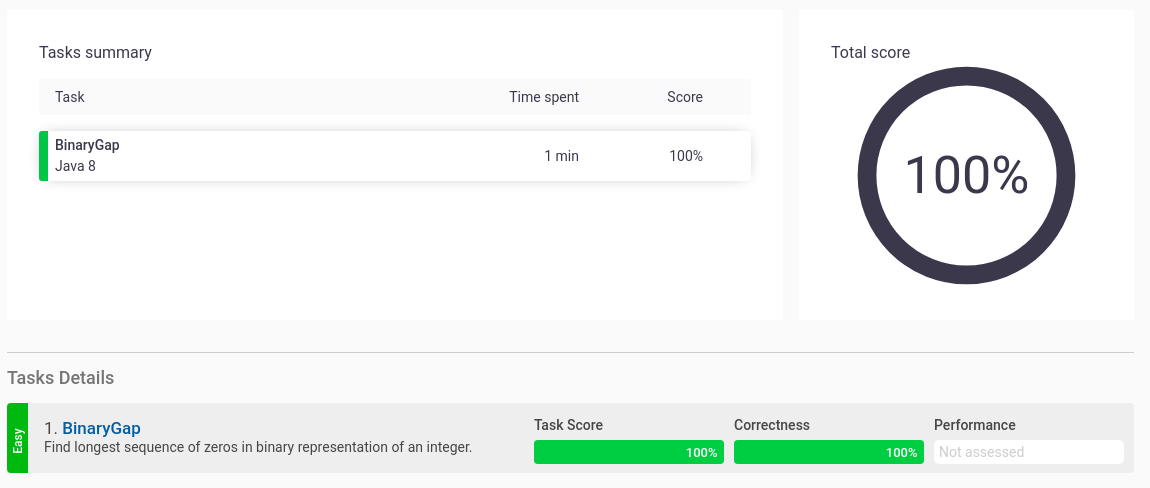 Tasks summary
Total score
Task Time spent Score
BinaryGap
Java 8
1 min 100%
100%
Tasks Details
Easy
1. BinaryGap
Find longest sequence of zeros in binary representation of an integer.
Task Score Correctness Performance
100% 100% Not assessed